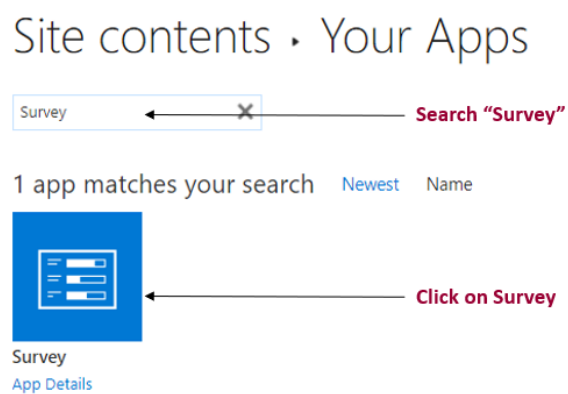 Site contents ▸ Your Apps
Survey
Search “Survey”
1 app matches your search Newest Name
Click on Survey
Survey
App Details